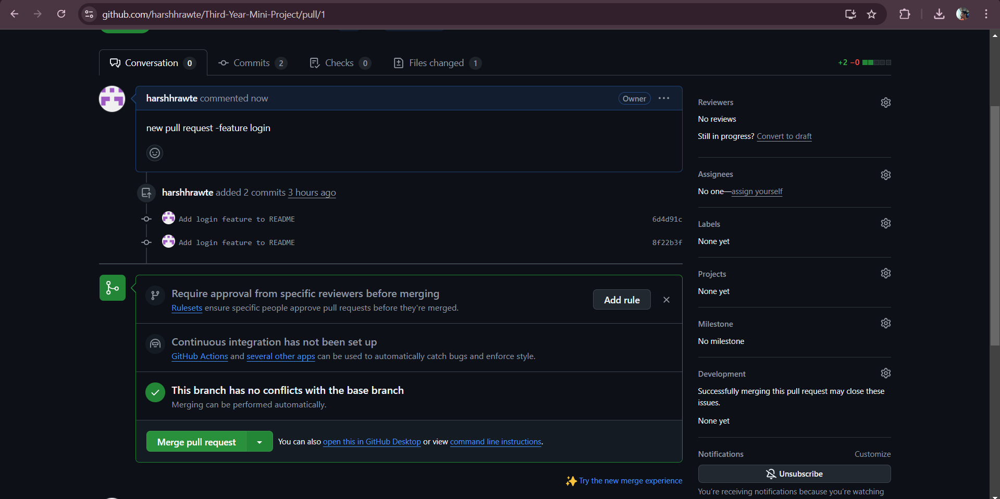 github.com/harshhrawte/Third-Year-Mini-Project/pull/1
Conversation 0
Commits 2
Checks 0
Files changed 1
+2 −0
harshhrawte commented now
Owner
new pull request -feature login
harshhrawte added 2 commits 3 hours ago
Add login feature to README 6d4d91c
Add login feature to README 8f22b3f
Require approval from specific reviewers before merging
Rulesets ensure specific people approve pull requests before they're merged.
Add rule
Continuous integration has not been set up
GitHub Actions and several other apps can be used to automatically catch bugs and enforce style.
This branch has no conflicts with the base branch
Merging can be performed automatically.
Merge pull request
You can also open this in GitHub Desktop or view command line instructions.
Try the new merge experience
Reviewers
No reviews
Still in progress? Convert to draft
Assignees
No one—assign yourself
Labels
None yet
Projects
None yet
Milestone
No milestone
Development
Successfully merging this pull request may close these
issues.
None yet
Notifications
Customize
Unsubscribe
You're receiving notifications because you're watching